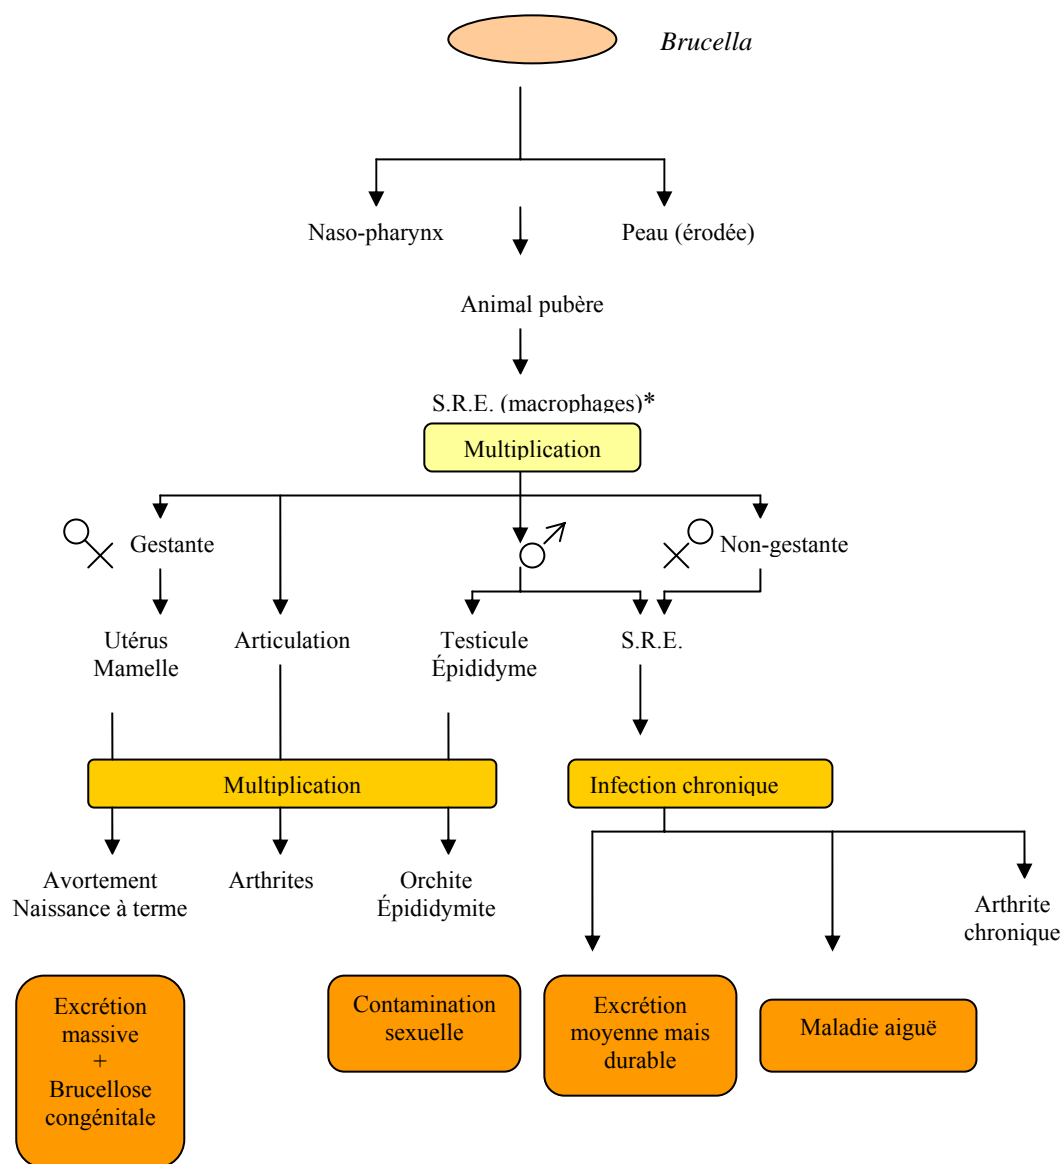 Brucella
Naso-pharynx
Peau (érodée)
Animal pubère
S.R.E. (macrophages)*
Multiplication
Gestante
Non-gestante
Utérus
Mamelle
Articulation
Testicule
Épididyme
S.R.E.
Multiplication
Infection chronique
Avortement
Naissance à terme
Arthrites
Orchite
Épididymite
Arthrite
chronique
Excrétion
massive
+
Brucellose
congénitale
Contamination
sexuelle
Excrétion
moyenne mais
durable
Maladie aiguë